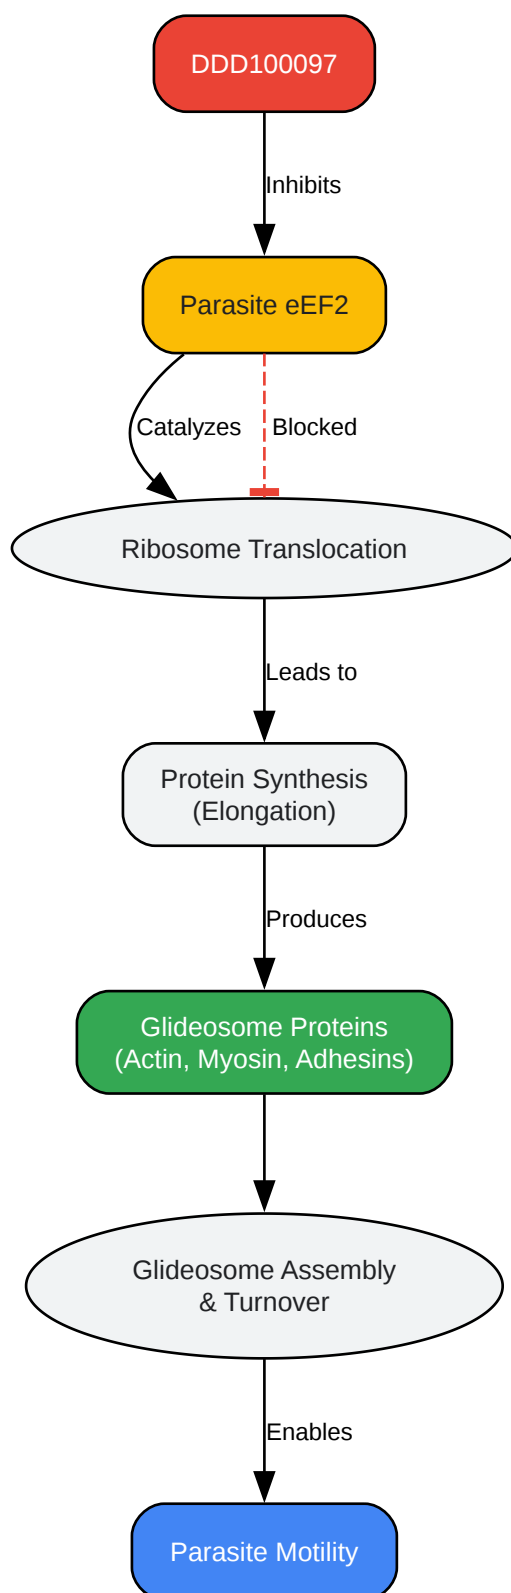 DDD100097
Inhibits
Parasite eEF2
Catalyzes
Blocked
Ribosome Translocation
Leads to
Protein Synthesis
(Elongation)
Produces
Glideosome Proteins
(Actin, Myosin, Adhesins)
Glideosome Assembly
& Turnover
Enables
Parasite Motility